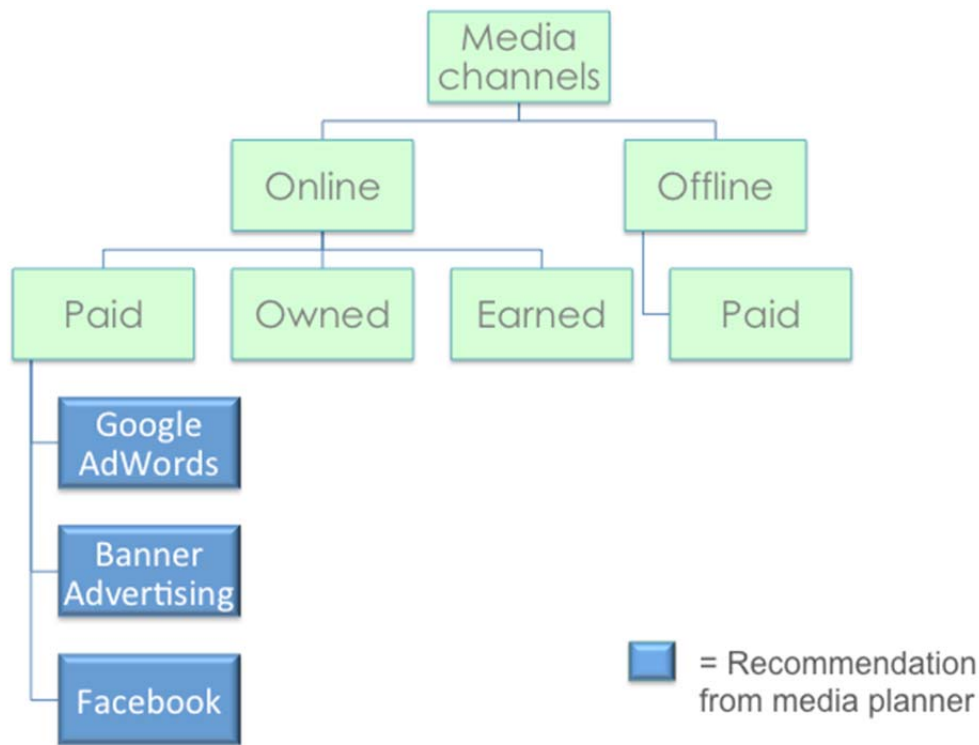 Media
channels
Online
Offline
Paid
Owned
Earned
Paid
Google
AdWords
Banner
Advertising
Facebook
= Recommendation
from media planner